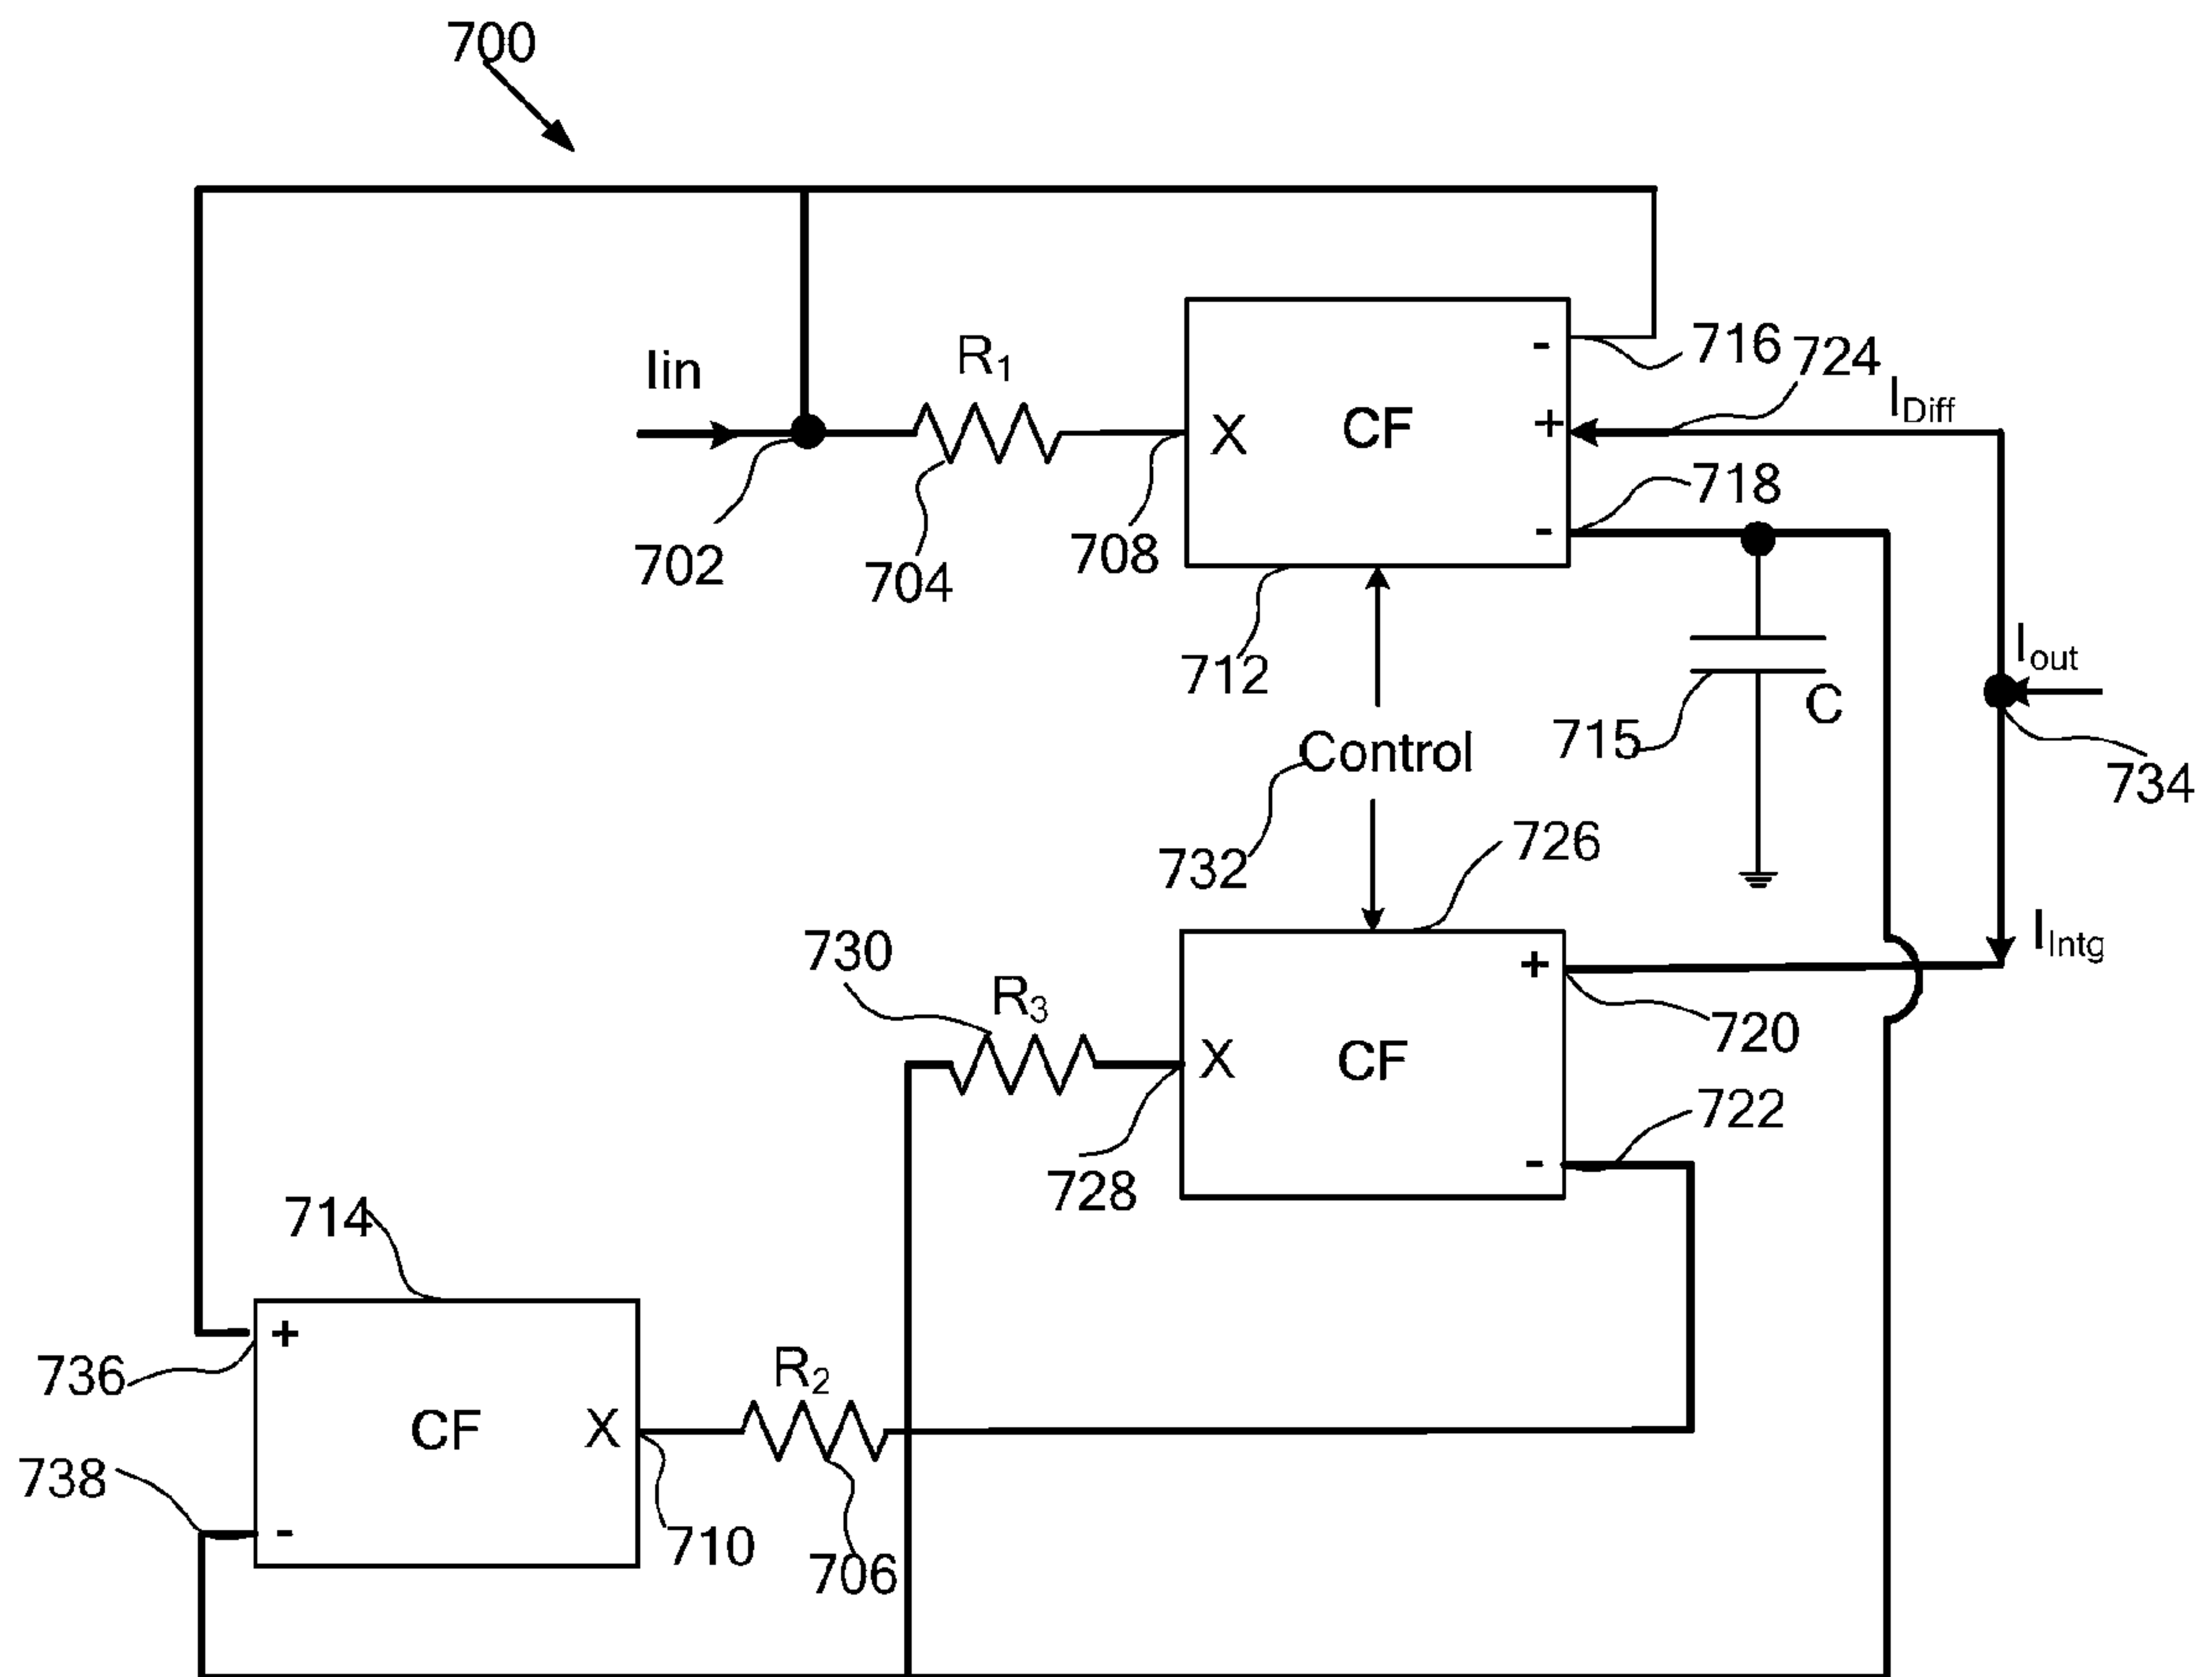 700
Iin
R1
X
CF
-
+
-
716
724
IDiff
718
702
704
708
712
Iout
C
715
734
Control
732
726
730
R3
X
CF
+
-
IIntg
720
722
728
714
736
+
CF
X
-
R2
738
710
706